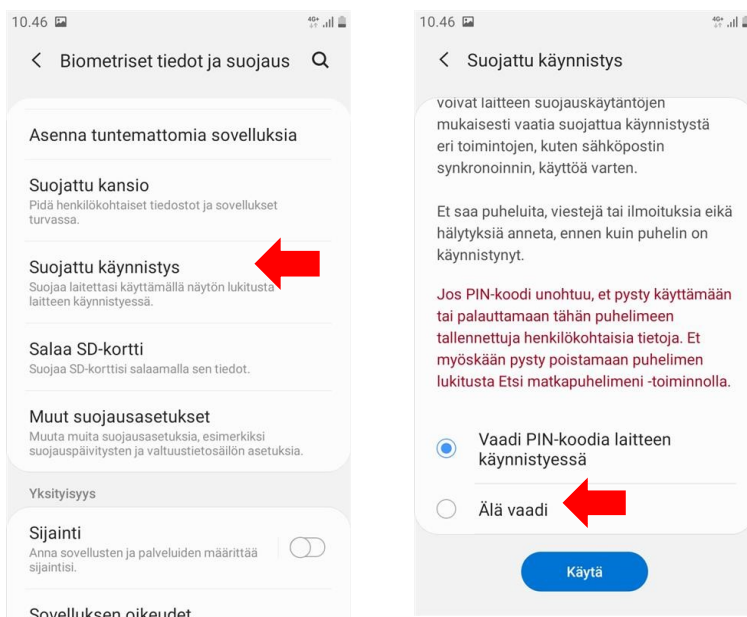 10.46
4G+
Biometriset tiedot ja suojaus
Asenna tuntemattomia sovelluksia
Suojattu kansio
Pidä henkilökohtaiset tiedostot ja sovellukset
turvassa.
Suojattu käynnistys
Suojaa laitettasi käyttämällä näytön lukitusta
laitteen käynnistyessä.
Salaa SD-kortti
Suojaa SD-korttisi salaamalla sen tiedot.
Muut suojausasetukset
Muuta muita suojausasetuksia, esimerkiksi
suojauspäivitysten ja valtuustietosäilön asetuksia.
Yksityisyys
Sijainti
Anna sovellusten ja palveluiden määrittää
sijaintisi.
Sovelluksen oikeudet
10.46
4G+
Suojattu käynnistys
voivat laitteen suojauskäytäntöjen
mukaisesti vaatia suojattua käynnistystä
eri toimintojen, kuten sähköpostin
synkronoinnin, käyttöä varten.
Et saa puheluita, viestejä tai ilmoituksia eikä
hälytyksiä anneta, ennen kuin puhelin on
käynnistynyt.
Jos PIN-koodi unohtuu, et pysty käyttämään
tai palauttamaan tähän puhelimeen
tallennettuja henkilökohtaisia tietoja. Et
myöskään pysty poistamaan puhelimen
lukitusta Etsi matkapuhelimeni -toiminnolla.
Vaadi PIN-koodia laitteen
käynnistyessä
Älä vaadi
Käytä